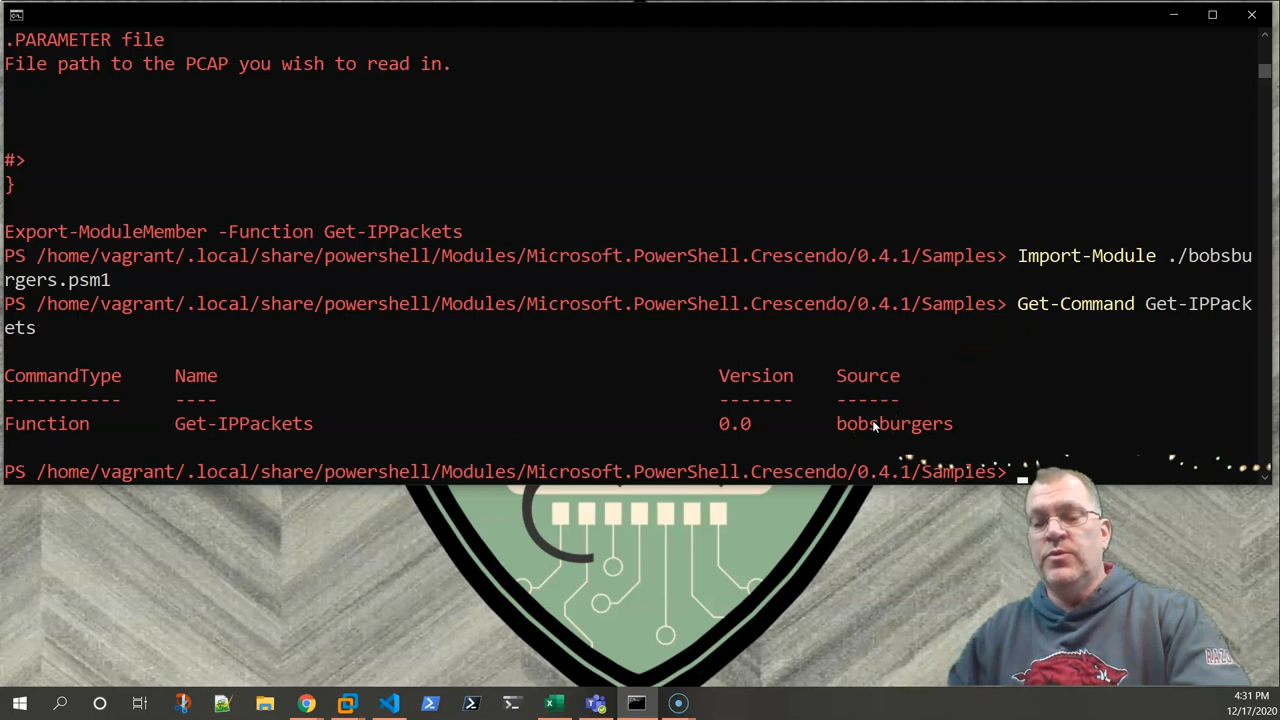 .PARAMETER file
File path to the PCAP you wish to read in.
#>
}
Export-ModuleMember -Function Get-IPPackets
PS /home/vagrant/.local/share/powershell/Modules/Microsoft.PowerShell.Crescendo/0.4.1/Samples> Import-Module ./bobsbu
rgers.psm1
PS /home/vagrant/.local/share/powershell/Modules/Microsoft.PowerShell.Crescendo/0.4.1/Samples> Get-Command Get-IPPack
ets
CommandType Name Version Source
----------- ---- ------- ------
Function Get-IPPackets 0.0 bobsburgers
PS /home/vagrant/.local/share/powershell/Modules/Microsoft.PowerShell.Crescendo/0.4.1/Samples>
4:31 PM
12/17/2020